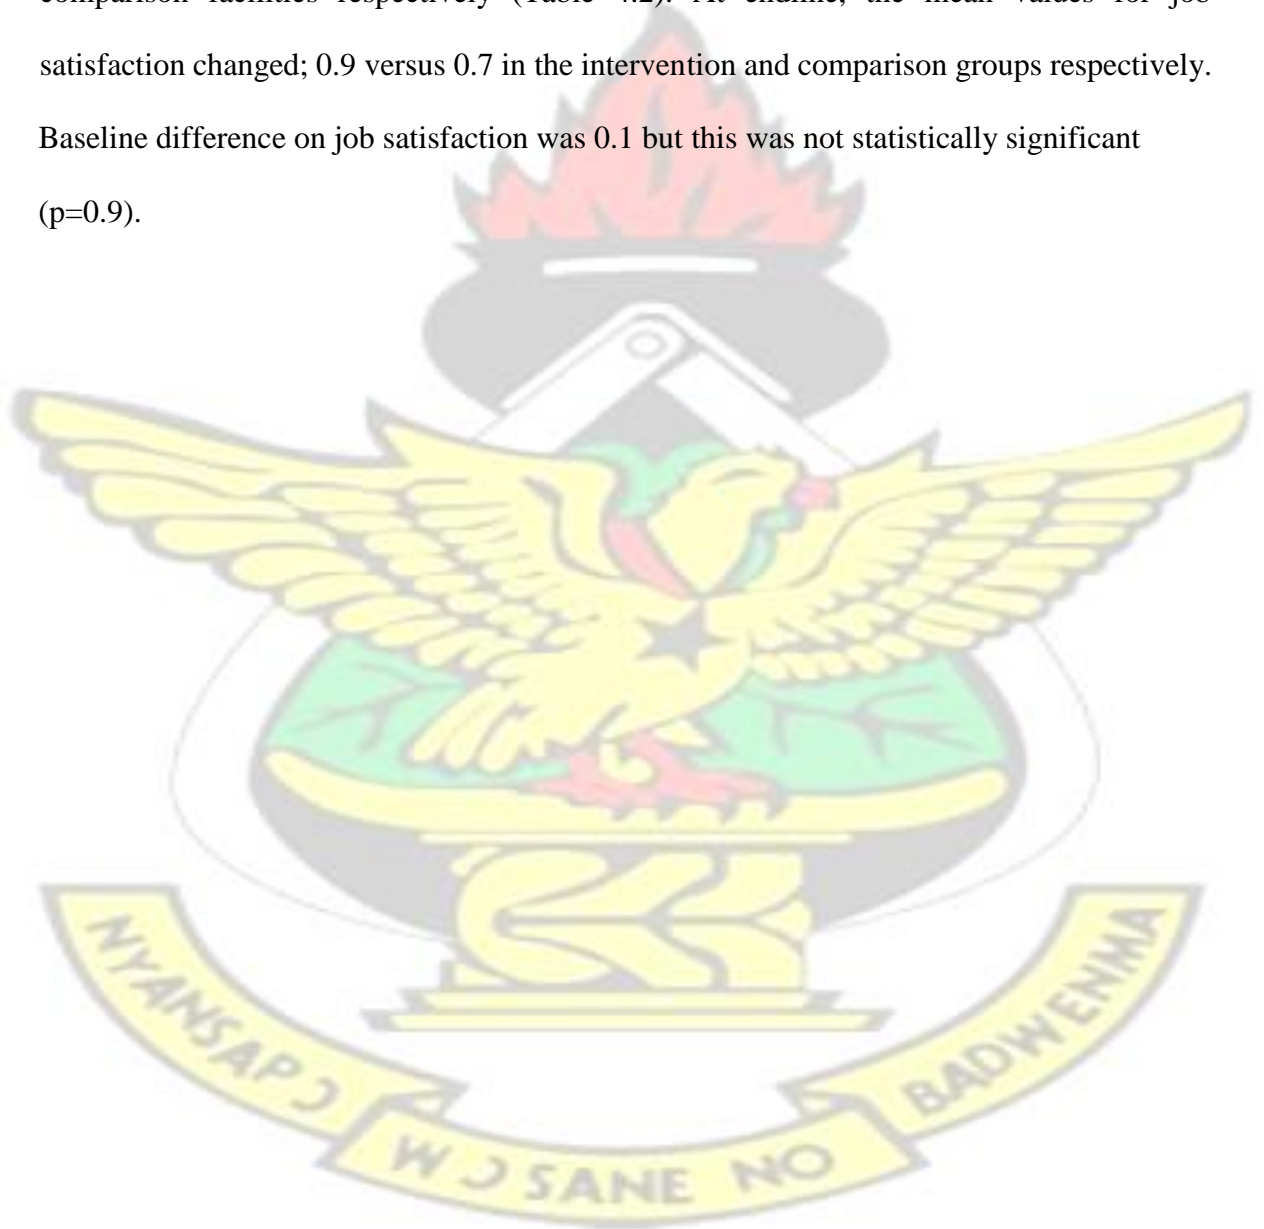 comparison facilities respectively (Table 4.2). At endline, the mean values for job
satisfaction changed; 0.9 versus 0.7 in the intervention and comparison groups respectively.
Baseline difference on job satisfaction was 0.1 but this was not statistically significant
(p=0.9).
NYANSAPƆ
WƆSANE NO
BADWENMA